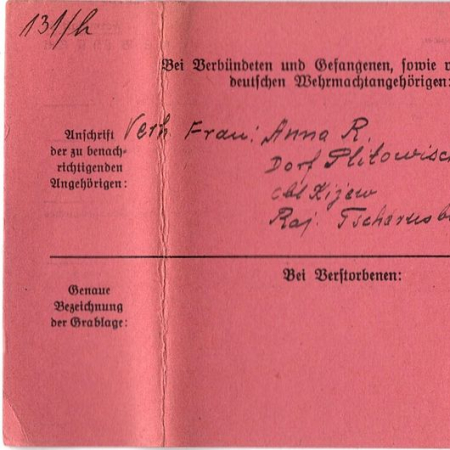 131/h
Bei Verbündeten und Gefangenen, sowie
deutschen Wehrmachtangehörigen:
Anschrift
der zu benach-
richtigenden
Angehörigen:
Verh. Frau: Anna R.
Dorf Plitowisch
obl Kijew
Raj. Tschernob
Bei Verstorbenen:
Genaue
Bezeichnung
der Grablage: